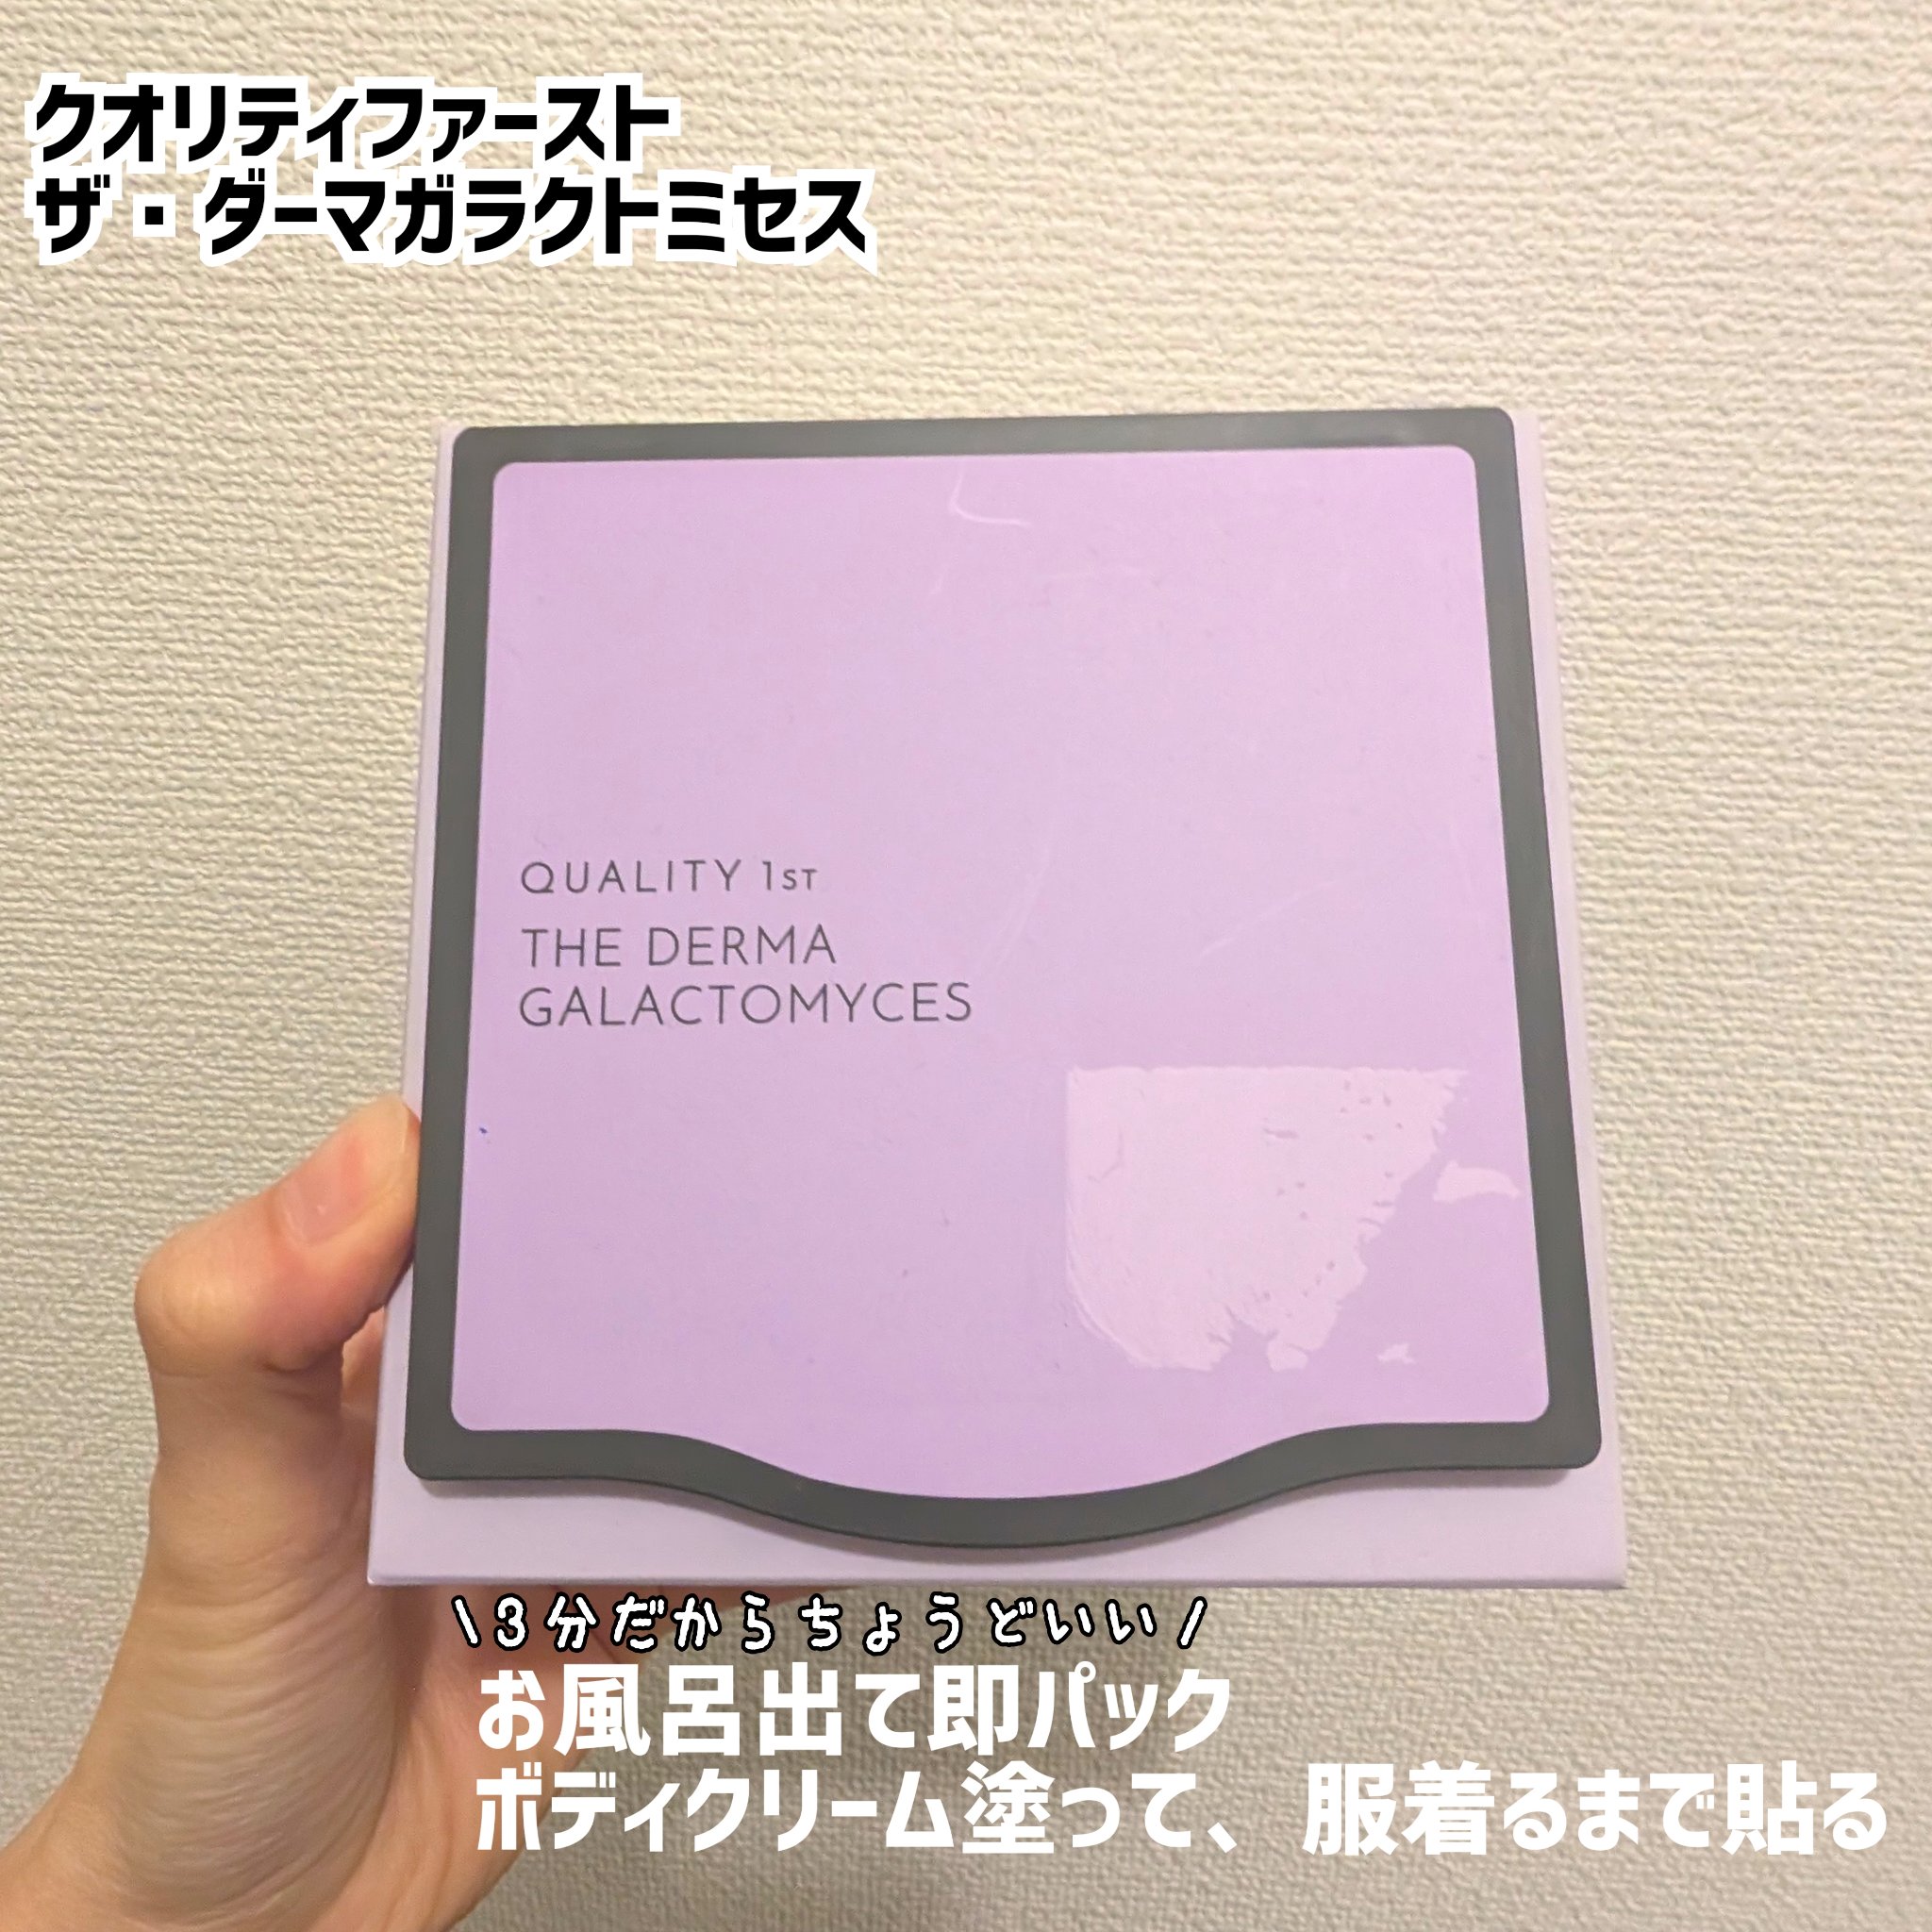 クオリティファースト
ザ・ダーマガラクトミセス
QUALITY 1ST
THE DERMA
GALACTOMYCES
\3分だからちょうどいい/
お風呂出て即パック
ボディクリーム塗って、服着るまで貼る